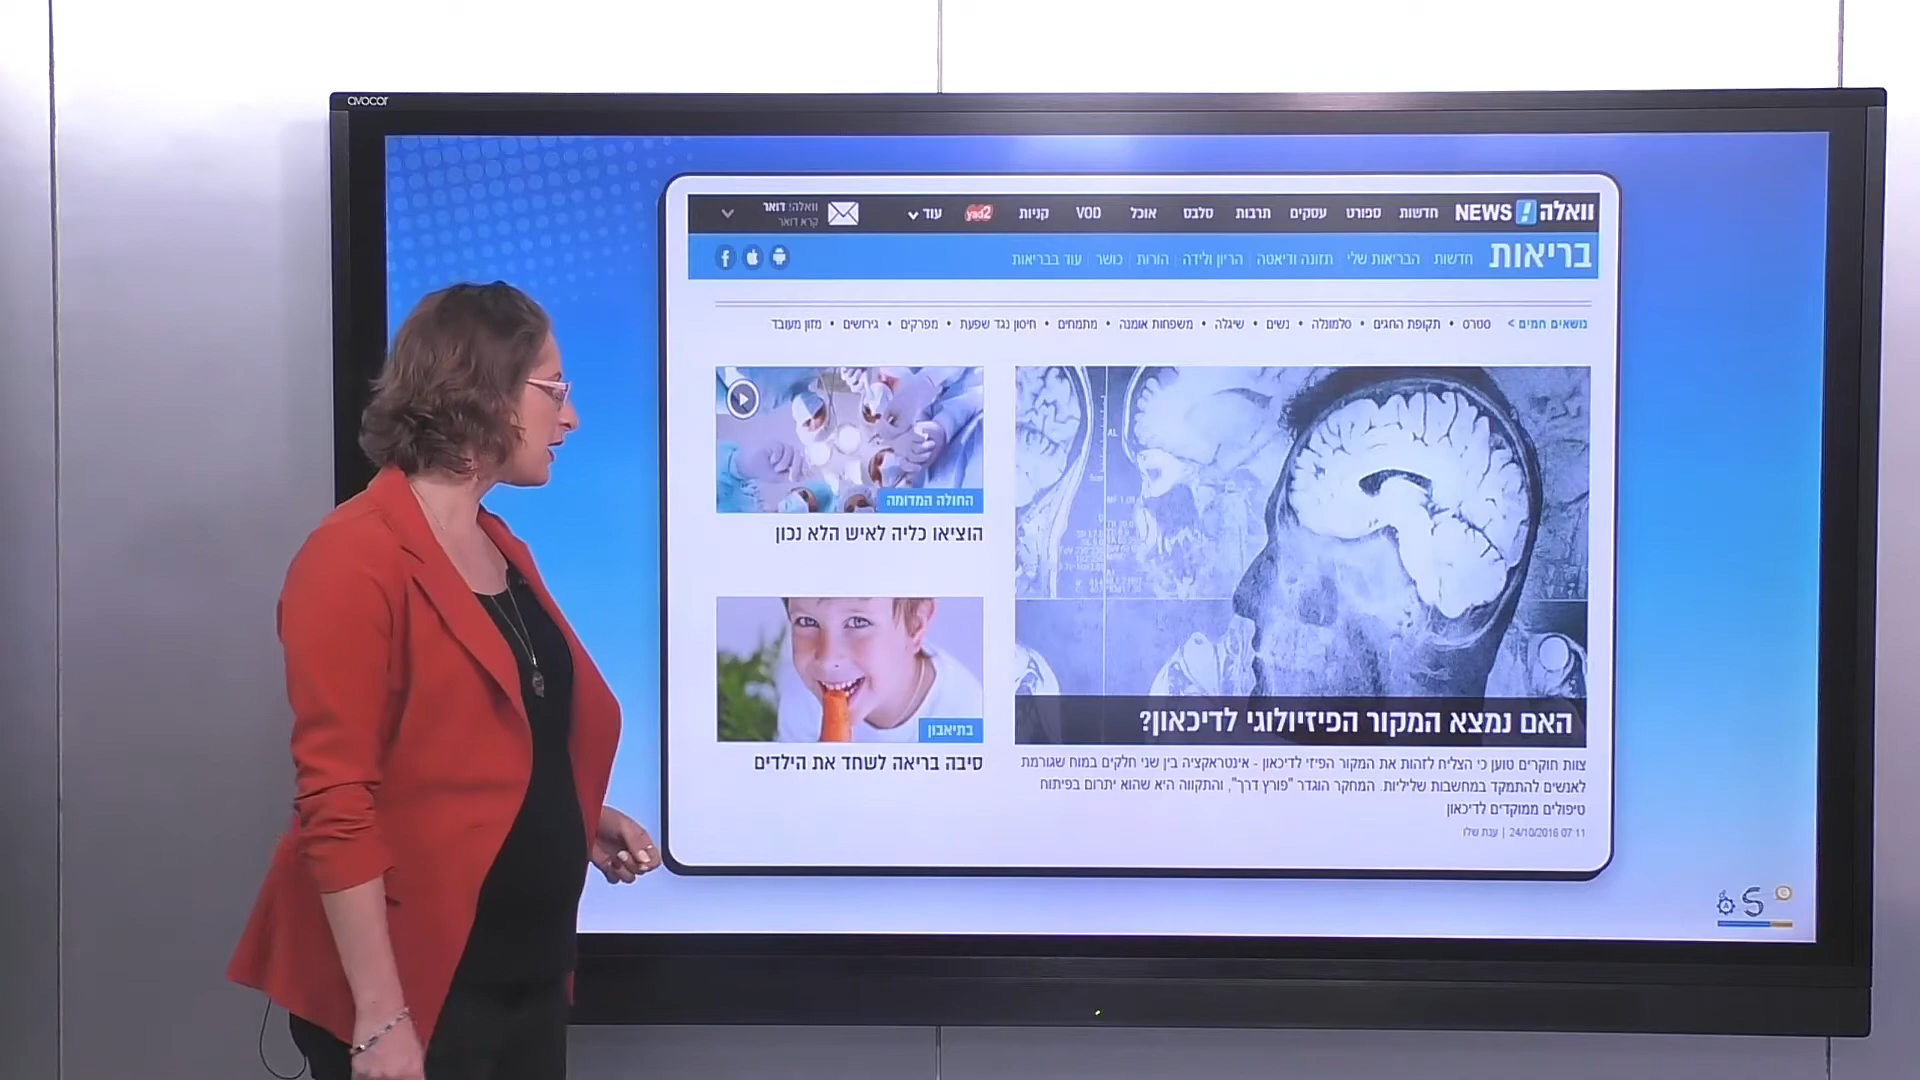 avocor
וואלה! NEWS חדשות ספורט עסקים תרבות סלבס אוכל VOD קניות yad2 עוד
וואלה! דואר
קרא דואר
בריאות חדשות הבריאות שלי תזונה ודיאטה הריון ולידה הורות כושר עוד בבריאות
נושאים חמים > סטרס • תקופת החגים • סלמונלה • נשים • שיגלה • משפחות אומנה • מתמחים • חיסון נגד שפעת • מפרקים • גירושים • מזון מעובד
האם נמצא המקור הפיזיולוגי לדיכאון?
צוות חוקרים טוען כי הצליח לזהות את המקור הפיזי לדיכאון - אינטראקציה בין שני חלקים במוח שגורמת
לאנשים להתמקד במחשבות שליליות. המחקר הוגדר "פורץ דרך", והתקווה היא שהוא יתרום בפיתוח
טיפולים ממוקדים לדיכאון
24/10/2016 07:11 | ענת שלו
החולה המדומה
הוציאו כליה לאיש הלא נכון
בתיאבון
סיבה בריאה לשחד את הילדים